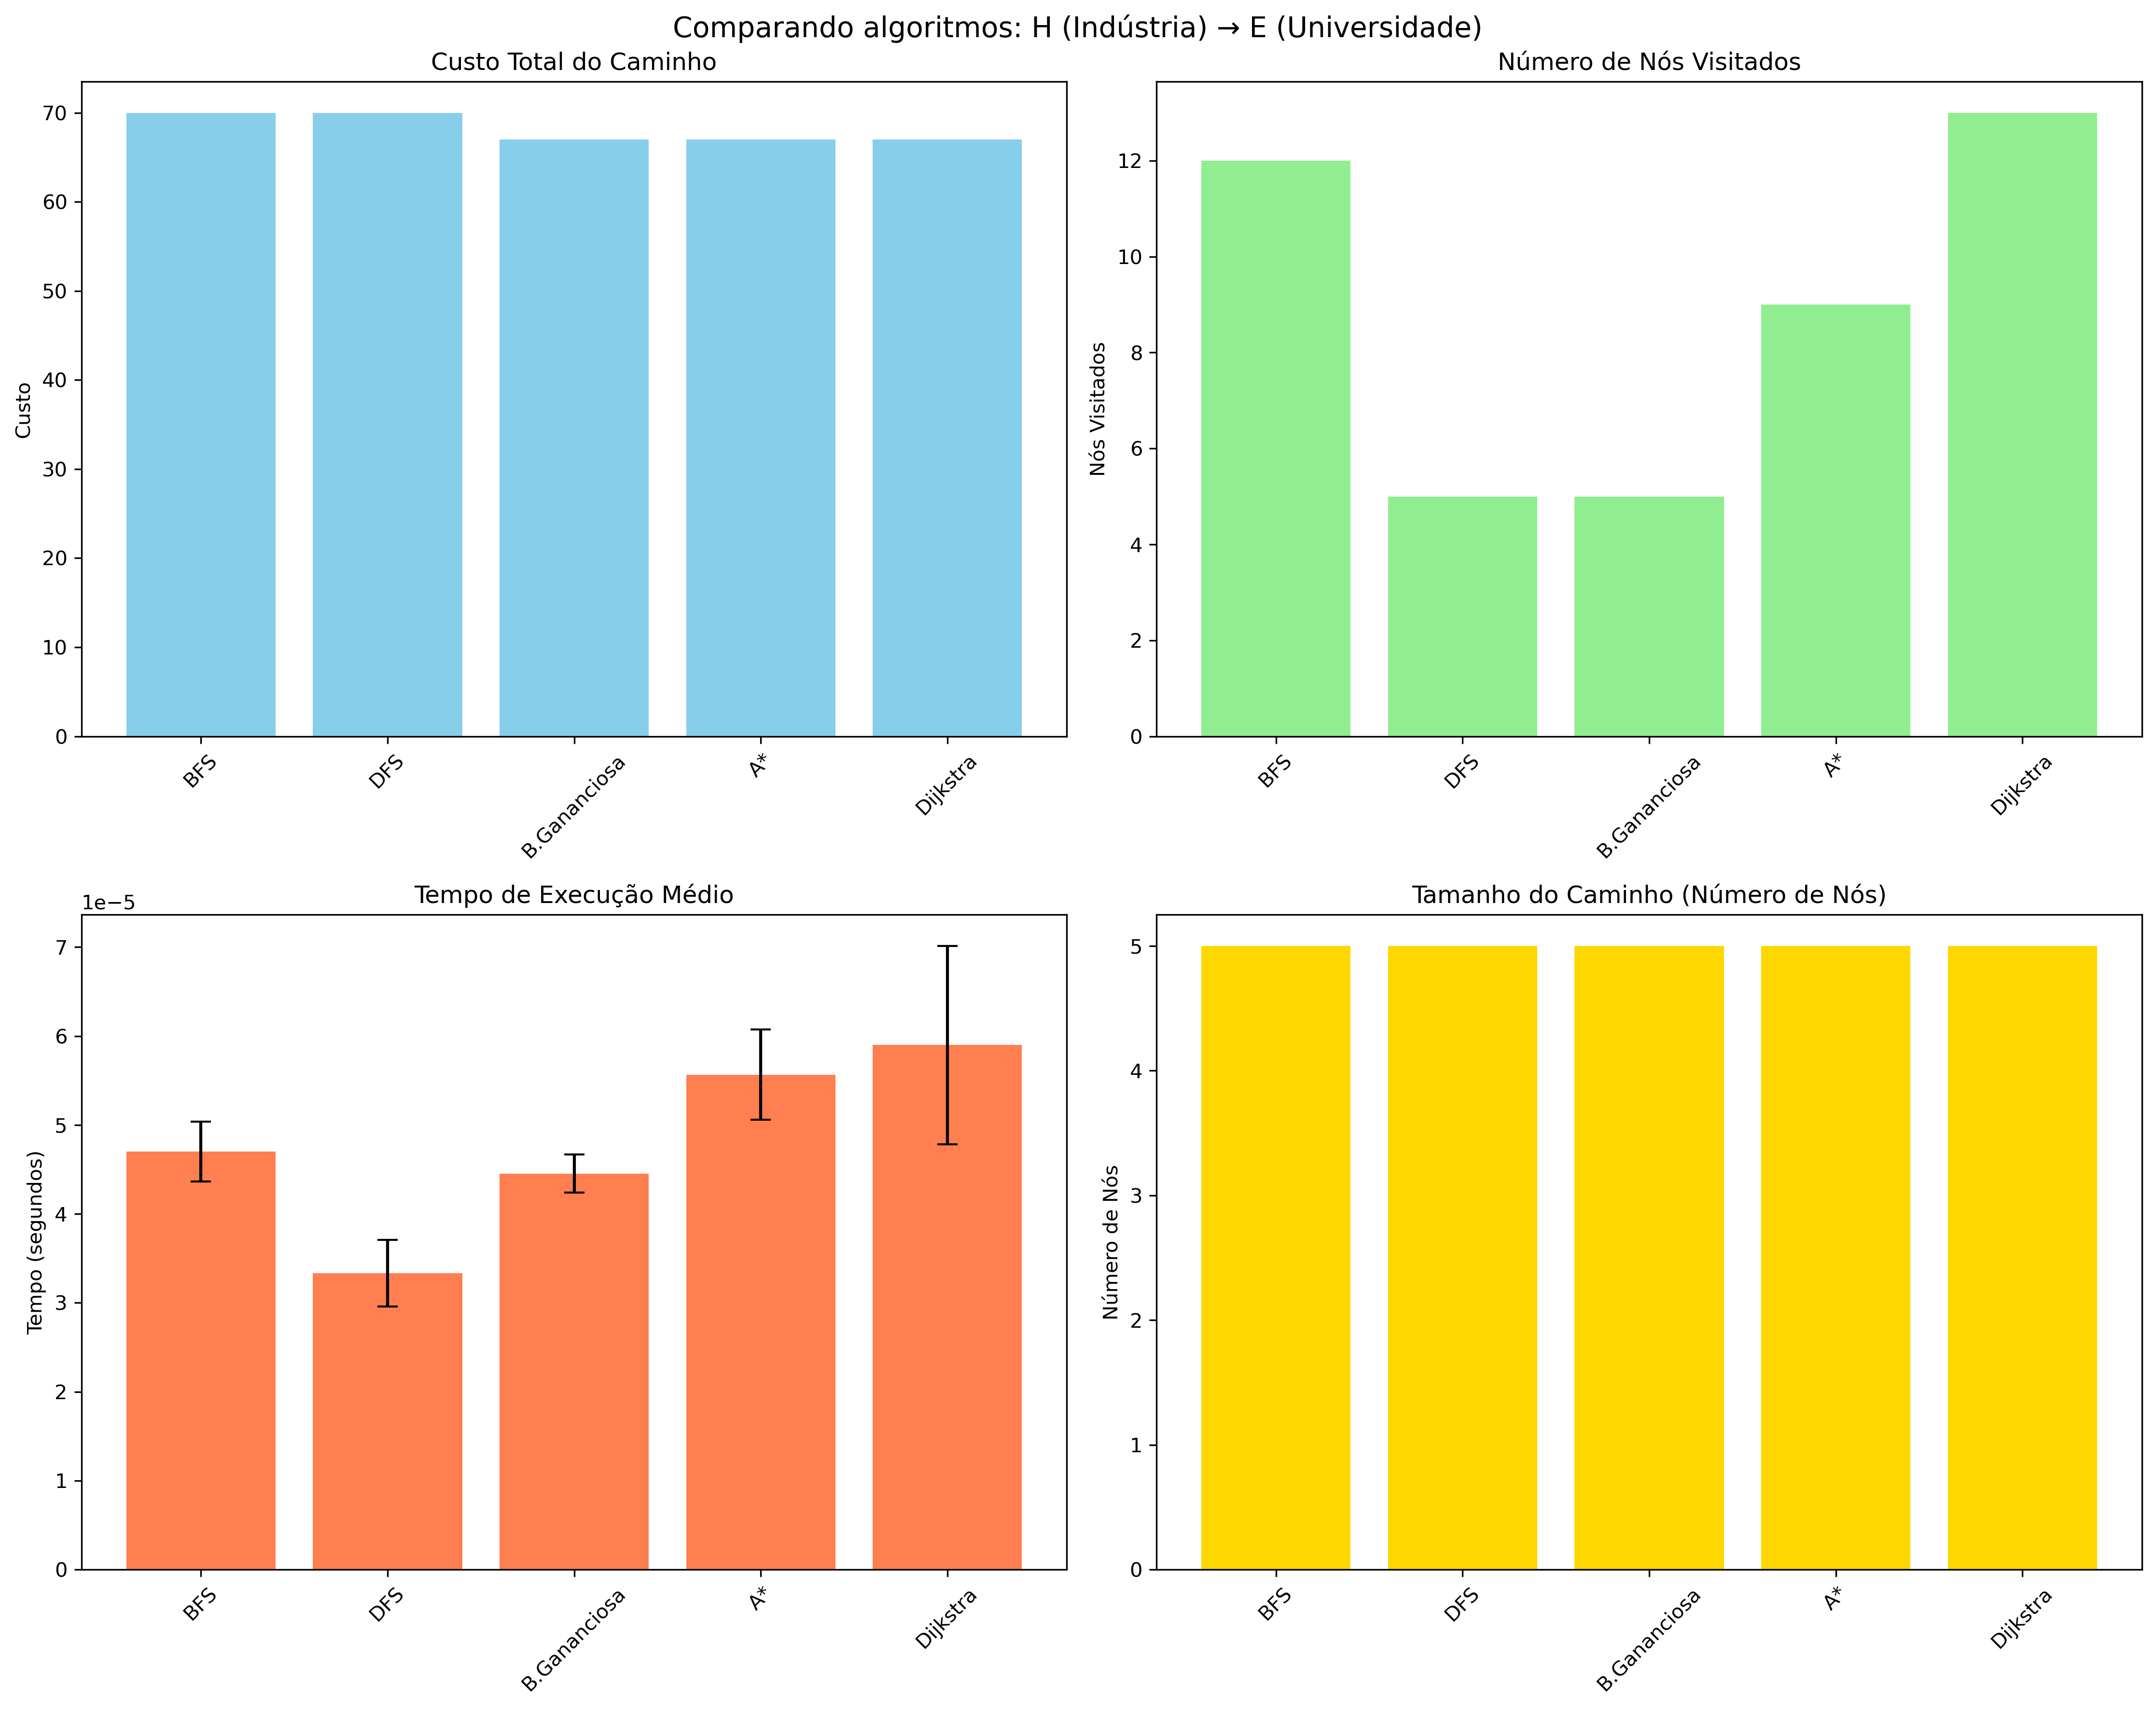 Comparando algoritmos: H (Indústria) → E (Universidade)
Custo Total do Caminho
Custo
70
60
50
40
30
20
10
0
BFS
DFS
B.Gananciosa
A*
Dijkstra
Número de Nós Visitados
Nós Visitados
12
10
8
6
4
2
0
BFS
DFS
B.Gananciosa
A*
Dijkstra
Tempo de Execução Médio
1e−5
Tempo (segundos)
7
6
5
4
3
2
1
0
BFS
DFS
B.Gananciosa
A*
Dijkstra
Tamanho do Caminho (Número de Nós)
Número de Nós
5
4
3
2
1
0
BFS
DFS
B.Gananciosa
A*
Dijkstra